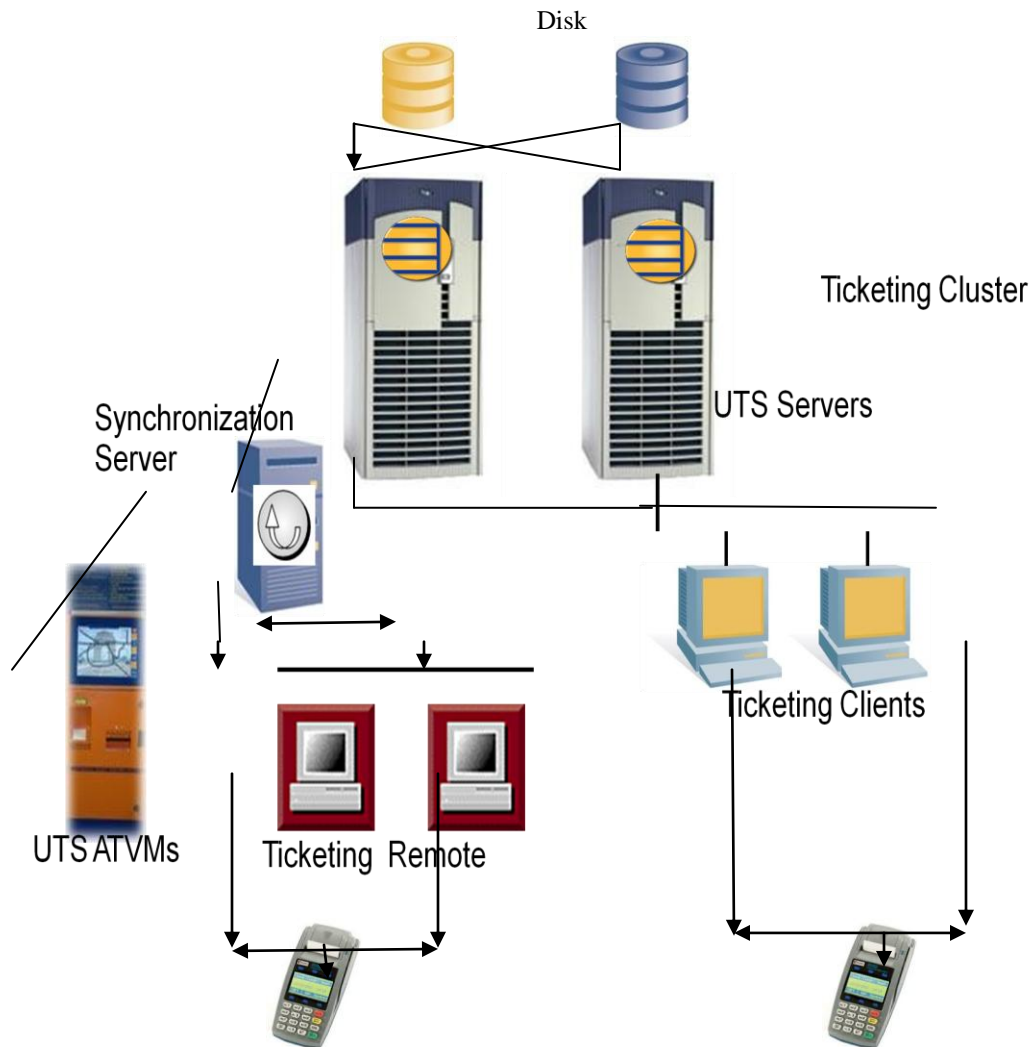 Disk
Ticketing Cluster
UTS Servers
Synchronization
Server
Ticketing Clients
UTS ATVMs
Ticketing Remote